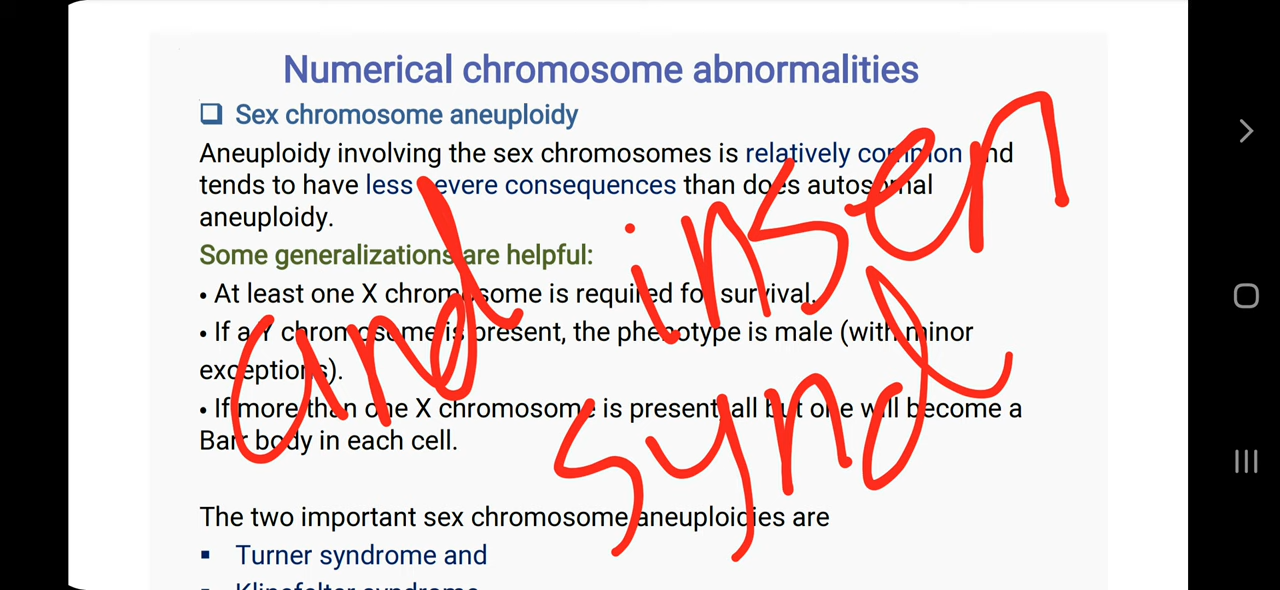 Numerical chromosome abnormalities
❑ Sex chromosome aneuploidy
Aneuploidy involving the sex chromosomes is relatively common and
tends to have less severe consequences than does autosomal
aneuploidy.
Some generalizations are helpful:
• At least one X chromosome is required for survival.
• If a Y chromosome is present, the phenotype is male (with minor
exceptions).
• If more than one X chromosome is present, all but one will become a
Barr body in each cell.
The two important sex chromosome aneuploidies are
▪ Turner syndrome and
▪ Klinefelter syndrome
and insen
synd